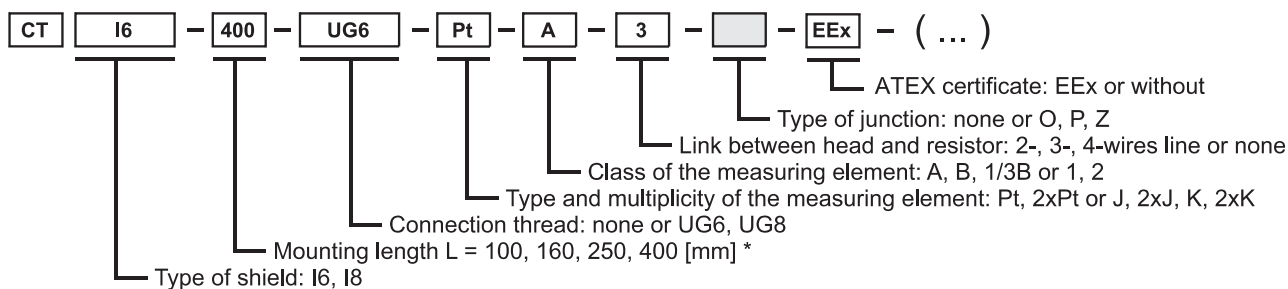 CT I6 – 400 – UG6 – Pt – A – 3 – – EEx – (...)
ATEX certificate: EEx or without
Type of junction: none or O, P, Z
Link between head and resistor: 2-, 3-, 4-wires line or none
Class of the measuring element: A, B, 1/3B or 1, 2
Type and multiplicity of the measuring element: Pt, 2xPt or J, 2xJ, K, 2xK
Connection thread: none or UG6, UG8
Mounting length L = 100, 160, 250, 400 [mm] *
Type of shield: I6, I8